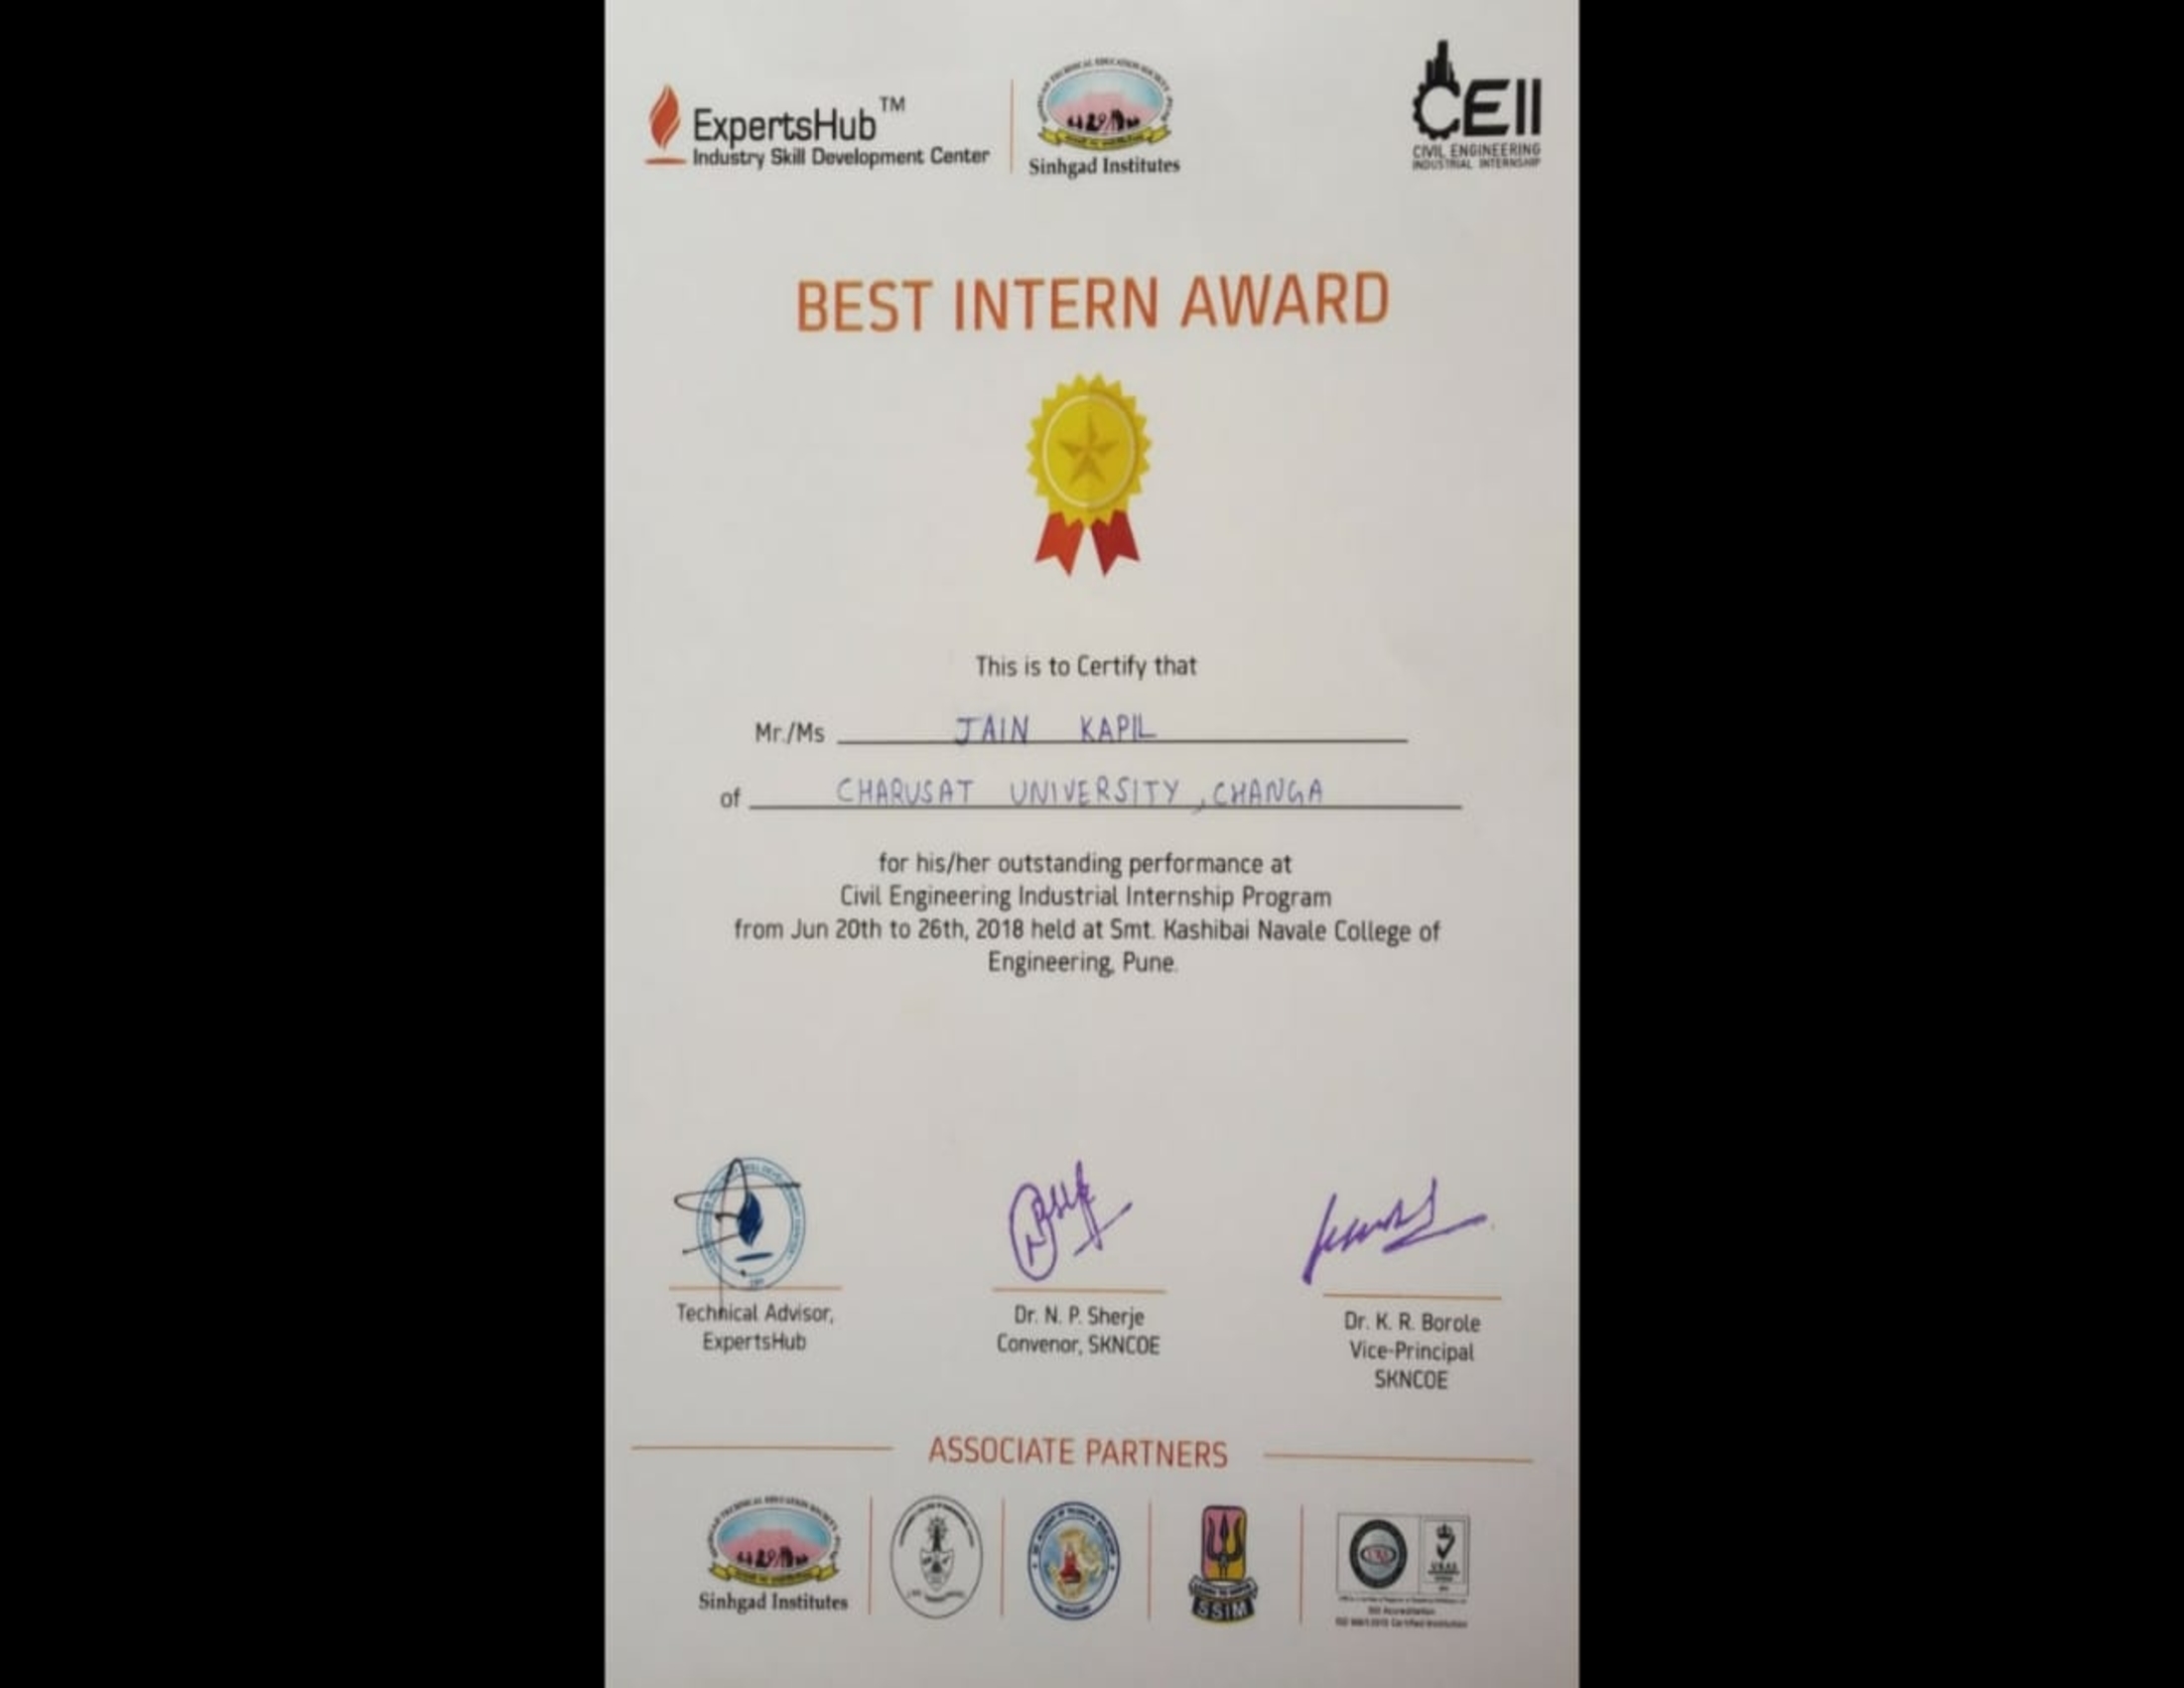 ExpertsHub™
Industry Skill Development Center
Sinhgad Institutes
CEII
CIVIL ENGINEERING
INDUSTRIAL INTERNSHIP
BEST INTERN AWARD
This is to Certify that
Mr./Ms JAIN KAPIL
of CHARUSAT UNIVERSITY, CHANGA
for his/her outstanding performance at
Civil Engineering Industrial Internship Program
from Jun 20th to 26th, 2018 held at Smt. Kashibai Navale College of
Engineering, Pune.
Technical Advisor,
ExpertsHub
Dr. N. P. Sherje
Convenor, SKNCOE
Dr. K. R. Borole
Vice-Principal
SKNCOE
ASSOCIATE PARTNERS
Sinhgad Institutes
SSIM